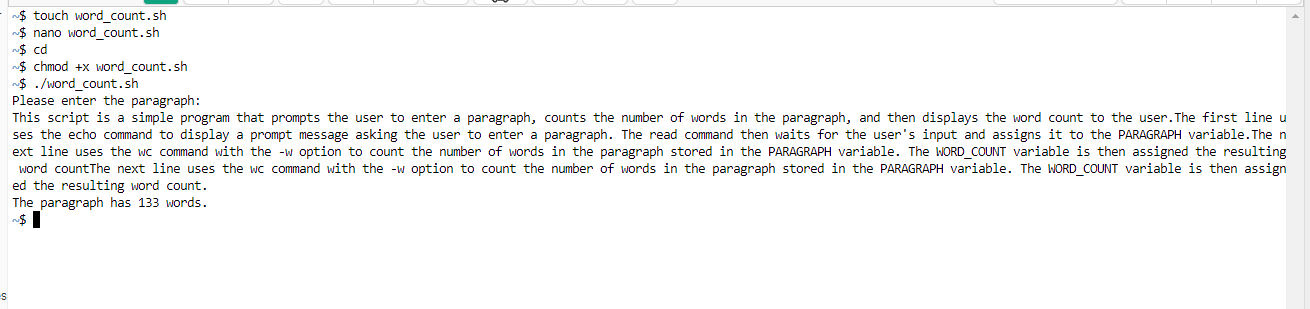 ~$ touch word_count.sh
~$ nano word_count.sh
~$ cd
~$ chmod +x word_count.sh
~$ ./word_count.sh
Please enter the paragraph:
This script is a simple program that prompts the user to enter a paragraph, counts the number of words in the paragraph, and then displays the word count to the user.The first line u
ses the echo command to display a prompt message asking the user to enter a paragraph. The read command then waits for the user's input and assigns it to the PARAGRAPH variable.The n
ext line uses the wc command with the -w option to count the number of words in the paragraph stored in the PARAGRAPH variable. The WORD_COUNT variable is then assigned the resulting
 word countThe next line uses the wc command with the -w option to count the number of words in the paragraph stored in the PARAGRAPH variable. The WORD_COUNT variable is then assign
ed the resulting word count.
The paragraph has 133 words.
~$